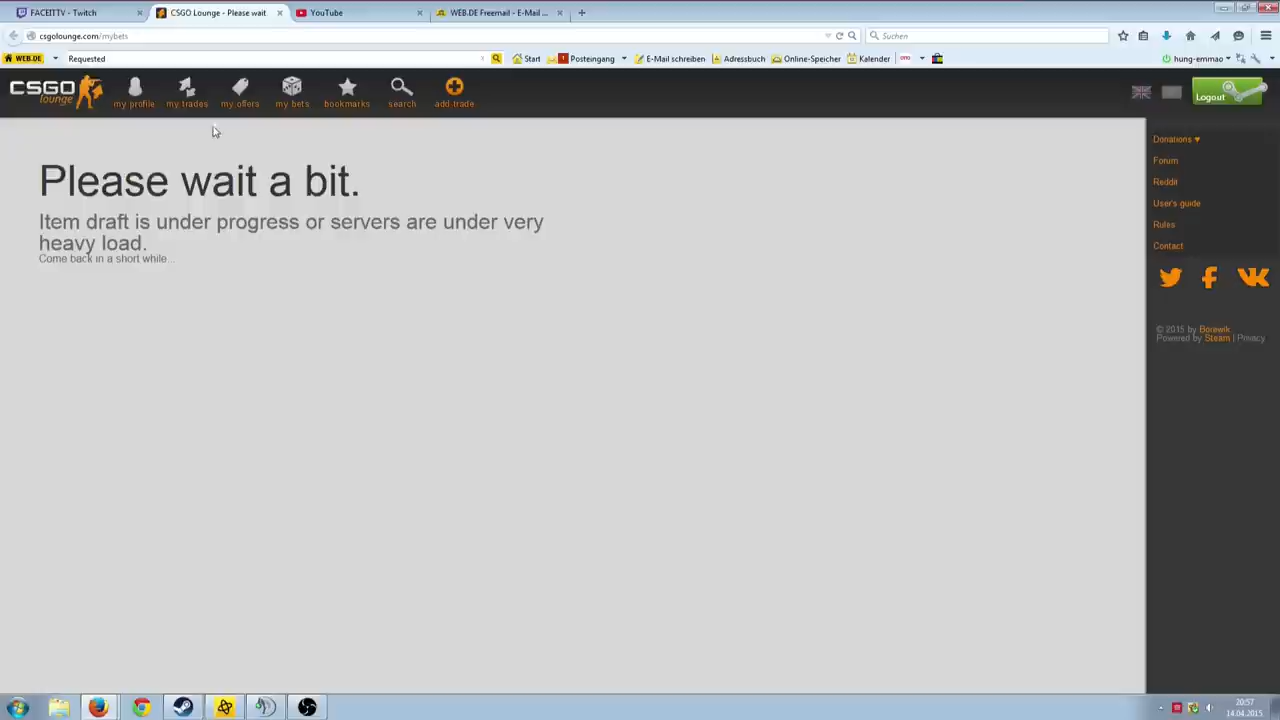 FACEITTV - Twitch
CSGO Lounge - Please wait
YouTube
WEB.DE Freemail - E-Mail ...
csgolounge.com/mybets
Suchen
WEB.DE
Requested
Start
Posteingang
E-Mail schreiben
Adressbuch
Online-Speicher
Kalender
hung-emmao
CSGO
lounge
my profile
my trades
my offers
my bets
bookmarks
search
add trade
Logout
Please wait a bit.
Item draft is under progress or servers are under very
heavy load.
Come back in a short while...
Donations ♥
Forum
Reddit
User's guide
Rules
Contact
© 2015 by Borewik
Powered by Steam | Privacy
20:57
14.04.2015